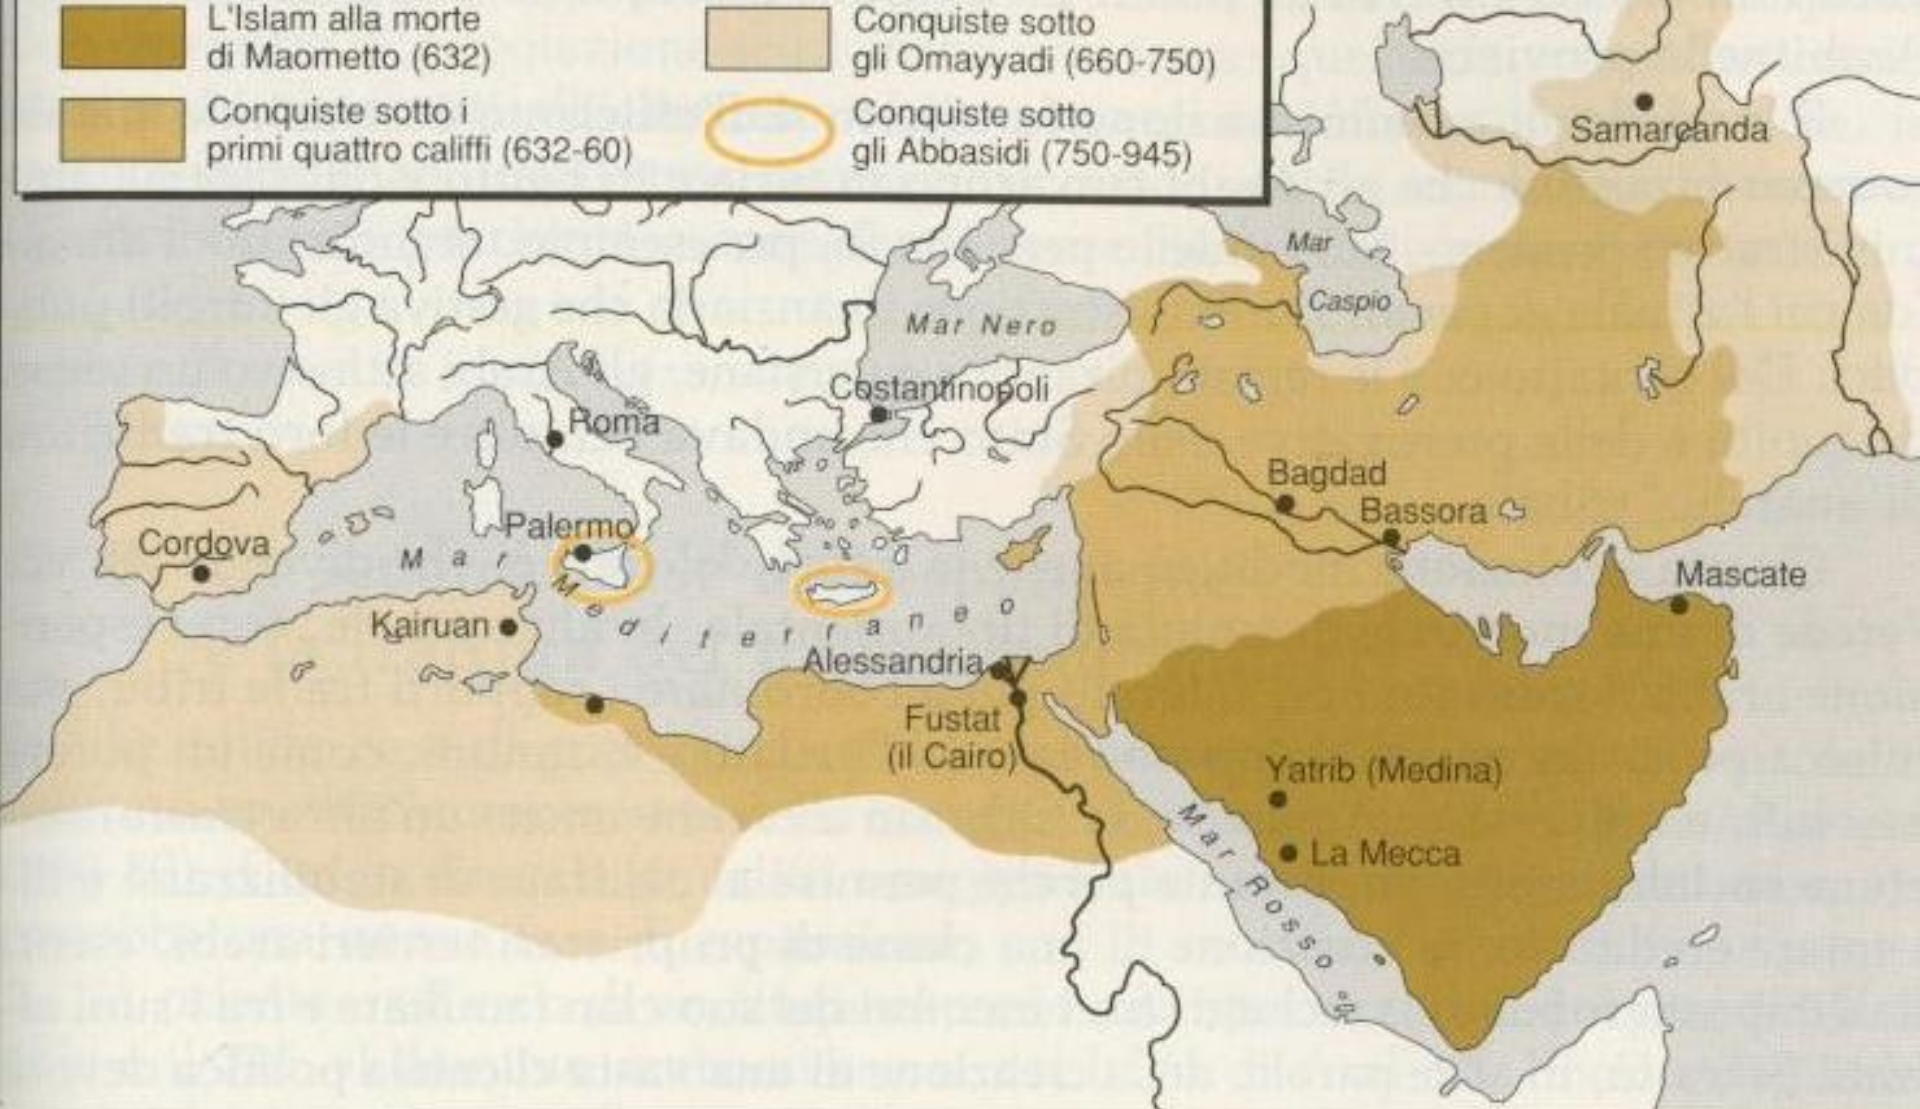 L'Islam alla morte
di Maometto (632)
Conquiste sotto i
primi quattro califfi (632-60)
Conquiste sotto
gli Omayyadi (660-750)
Conquiste sotto
gli Abbasidi (750-945)
Samarcanda
Mar
Caspio
Mar Nero
Costantinopoli
Roma
Bagdad
Bassora
Palermo
Cordova
Mar Mediterraneo
Mascate
Kairuan
Alessandria
Fustat
(il Cairo)
Yatrib (Medina)
La Mecca
Mar Rosso